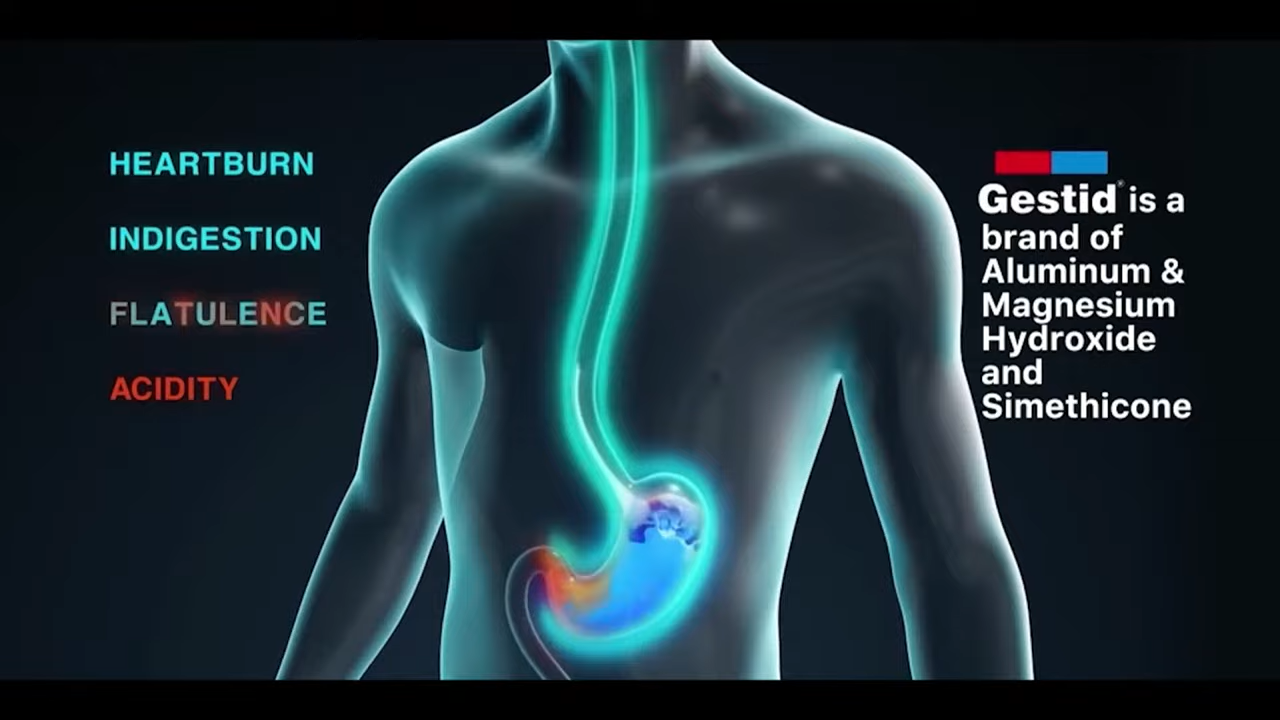 HEARTBURN
INDIGESTION
FLATULENCE
ACIDITY
Gestid® is a
brand of
Aluminum &
Magnesium
Hydroxide
and
Simethicone